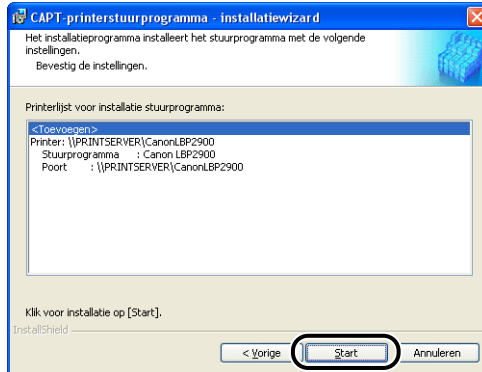 CAPT-printerstuurprogramma - installatiewizard
Het installatieprogramma installeert het stuurprogramma met de volgende
instellingen.
Bevestig de instellingen.
Printerlijst voor installatie stuurprogramma:
<Toevoegen>
Printer: \\PRINTSERVER\CanonLBP2900
Stuurprogramma : Canon LBP2900
Poort : \\PRINTSERVER\CanonLBP2900
Klik voor installatie op [Start].
InstallShield
< Vorige Start Annuleren